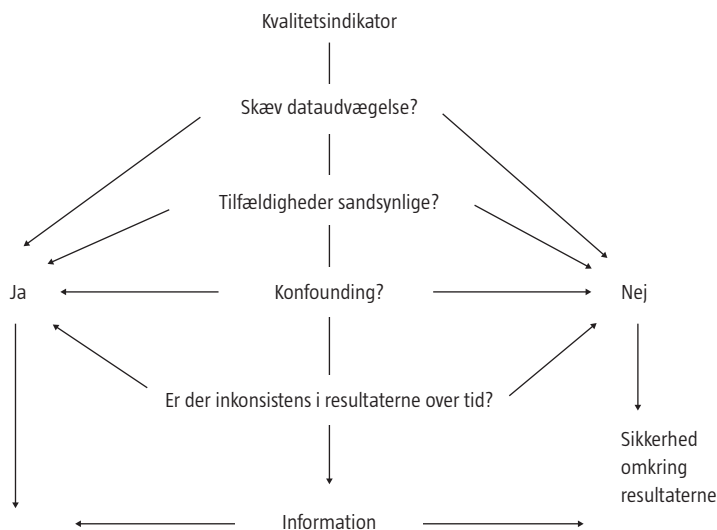 Kvalitetsindikator
Skæv dataudvægelse?
Tilfældigheder sandsynlige?
Ja
Konfounding?
Nej
Er der inkonsistens i resultaterne over tid?
Sikkerhed
omkring
resultaterne
Information